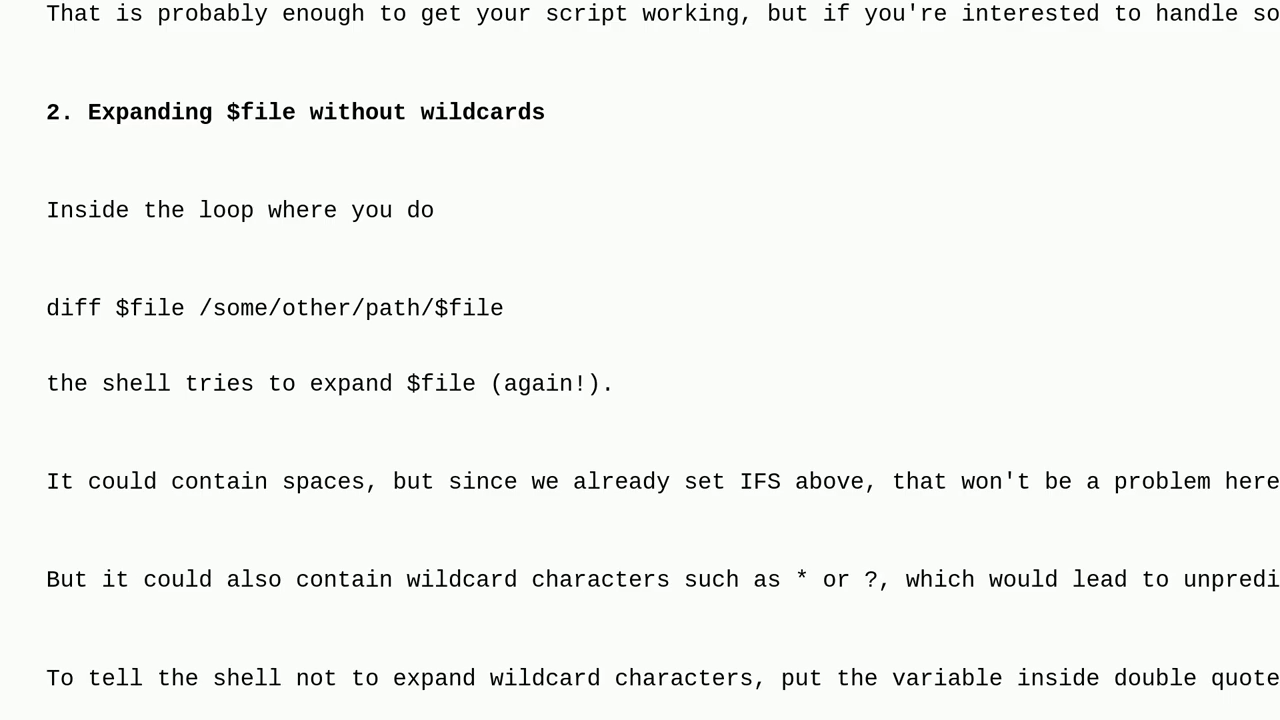 That is probably enough to get your script working, but if you're interested to handle so
2. Expanding $file without wildcards
Inside the loop where you do
diff $file /some/other/path/$file
the shell tries to expand $file (again!).
It could contain spaces, but since we already set IFS above, that won't be a problem here
But it could also contain wildcard characters such as * or ?, which would lead to unpredi
To tell the shell not to expand wildcard characters, put the variable inside double quote